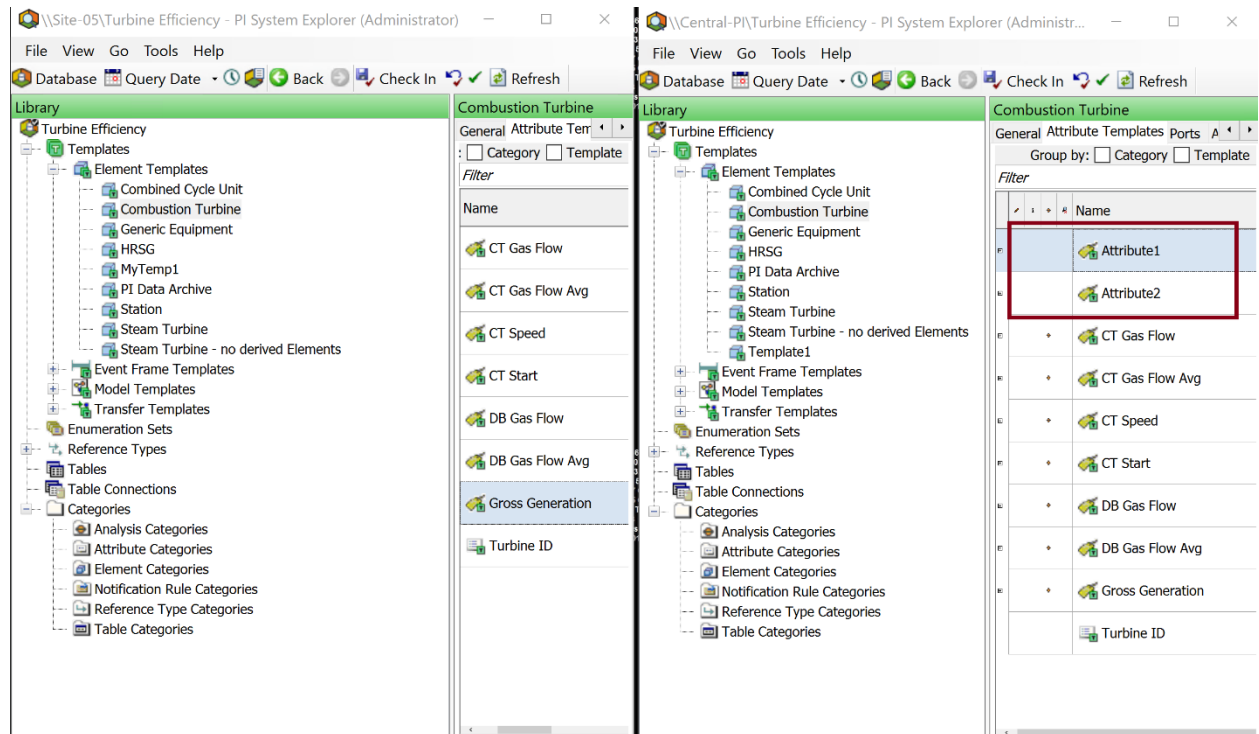 \\Site-05\Turbine Efficiency - PI System Explorer (Administrator)
File View Go Tools Help
Database Query Date Back Check In Refresh
Library
Turbine Efficiency
Templates
Element Templates
Combined Cycle Unit
Combustion Turbine
Generic Equipment
HRSG
MyTemp1
PI Data Archive
Station
Steam Turbine
Steam Turbine - no derived Elements
Event Frame Templates
Model Templates
Transfer Templates
Enumeration Sets
Reference Types
Tables
Table Connections
Categories
Analysis Categories
Attribute Categories
Element Categories
Notification Rule Categories
Reference Type Categories
Table Categories
Combustion Turbine
General Attribute Tem
: Category Template
Filter
Name
CT Gas Flow
CT Gas Flow Avg
CT Speed
CT Start
DB Gas Flow
DB Gas Flow Avg
Gross Generation
Turbine ID
\\Central-PI\Turbine Efficiency - PI System Explorer (Administr...
File View Go Tools Help
Database Query Date Back Check In Refresh
Library
Turbine Efficiency
Templates
Element Templates
Combined Cycle Unit
Combustion Turbine
Generic Equipment
HRSG
PI Data Archive
Station
Steam Turbine
Steam Turbine - no derived Elements
Template1
Event Frame Templates
Model Templates
Transfer Templates
Enumeration Sets
Reference Types
Tables
Table Connections
Categories
Analysis Categories
Attribute Categories
Element Categories
Notification Rule Categories
Reference Type Categories
Table Categories
Combustion Turbine
General Attribute Templates Ports A
Group by: Category Template
Filter
Name
Attribute1
Attribute2
CT Gas Flow
CT Gas Flow Avg
CT Speed
CT Start
DB Gas Flow
DB Gas Flow Avg
Gross Generation
Turbine ID